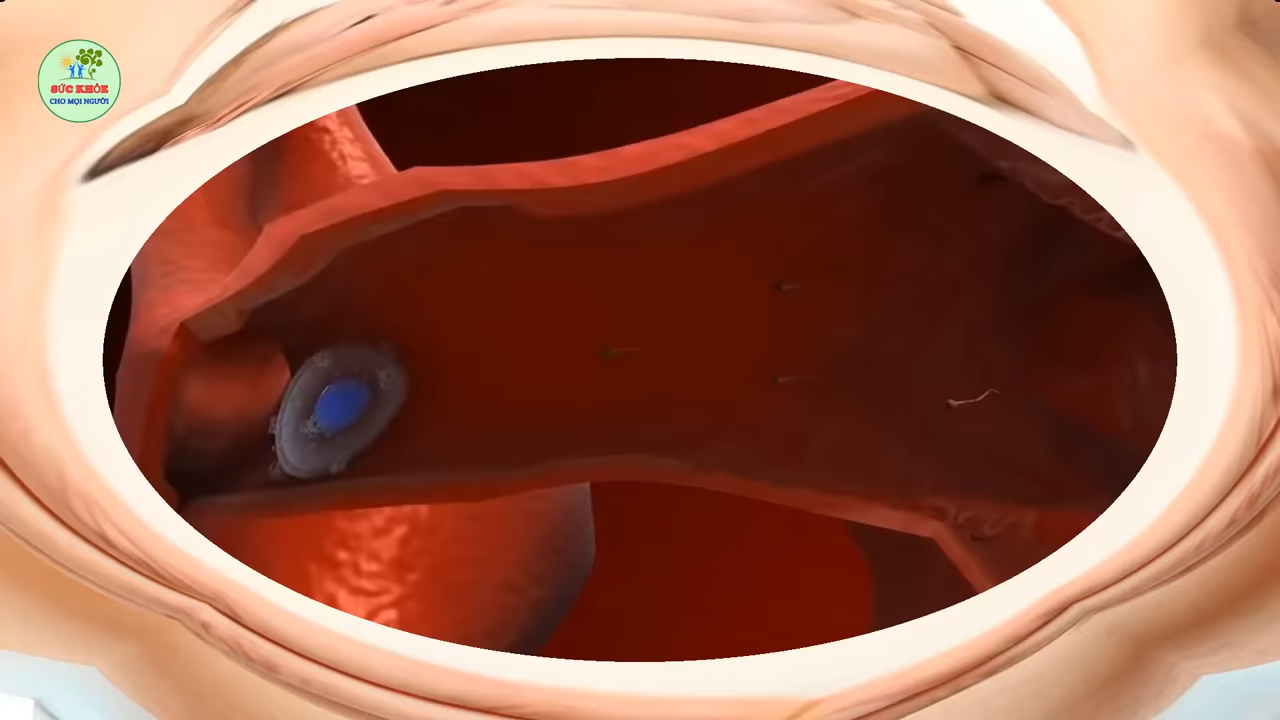 SỨC KHỎE
CHO MỌI NGƯỜI